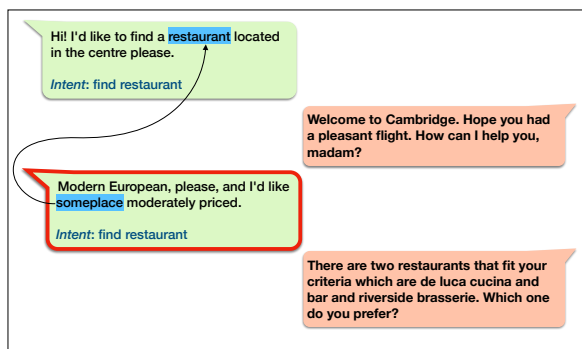 Hi! I'd like to find a restaurant located
in the centre please.
Intent: find restaurant
Welcome to Cambridge. Hope you had
a pleasant flight. How can I help you,
madam?
Modern European, please, and I'd like
someplace moderately priced.
Intent: find restaurant
There are two restaurants that fit your
criteria which are de luca cucina and
bar and riverside brasserie. Which one
do you prefer?